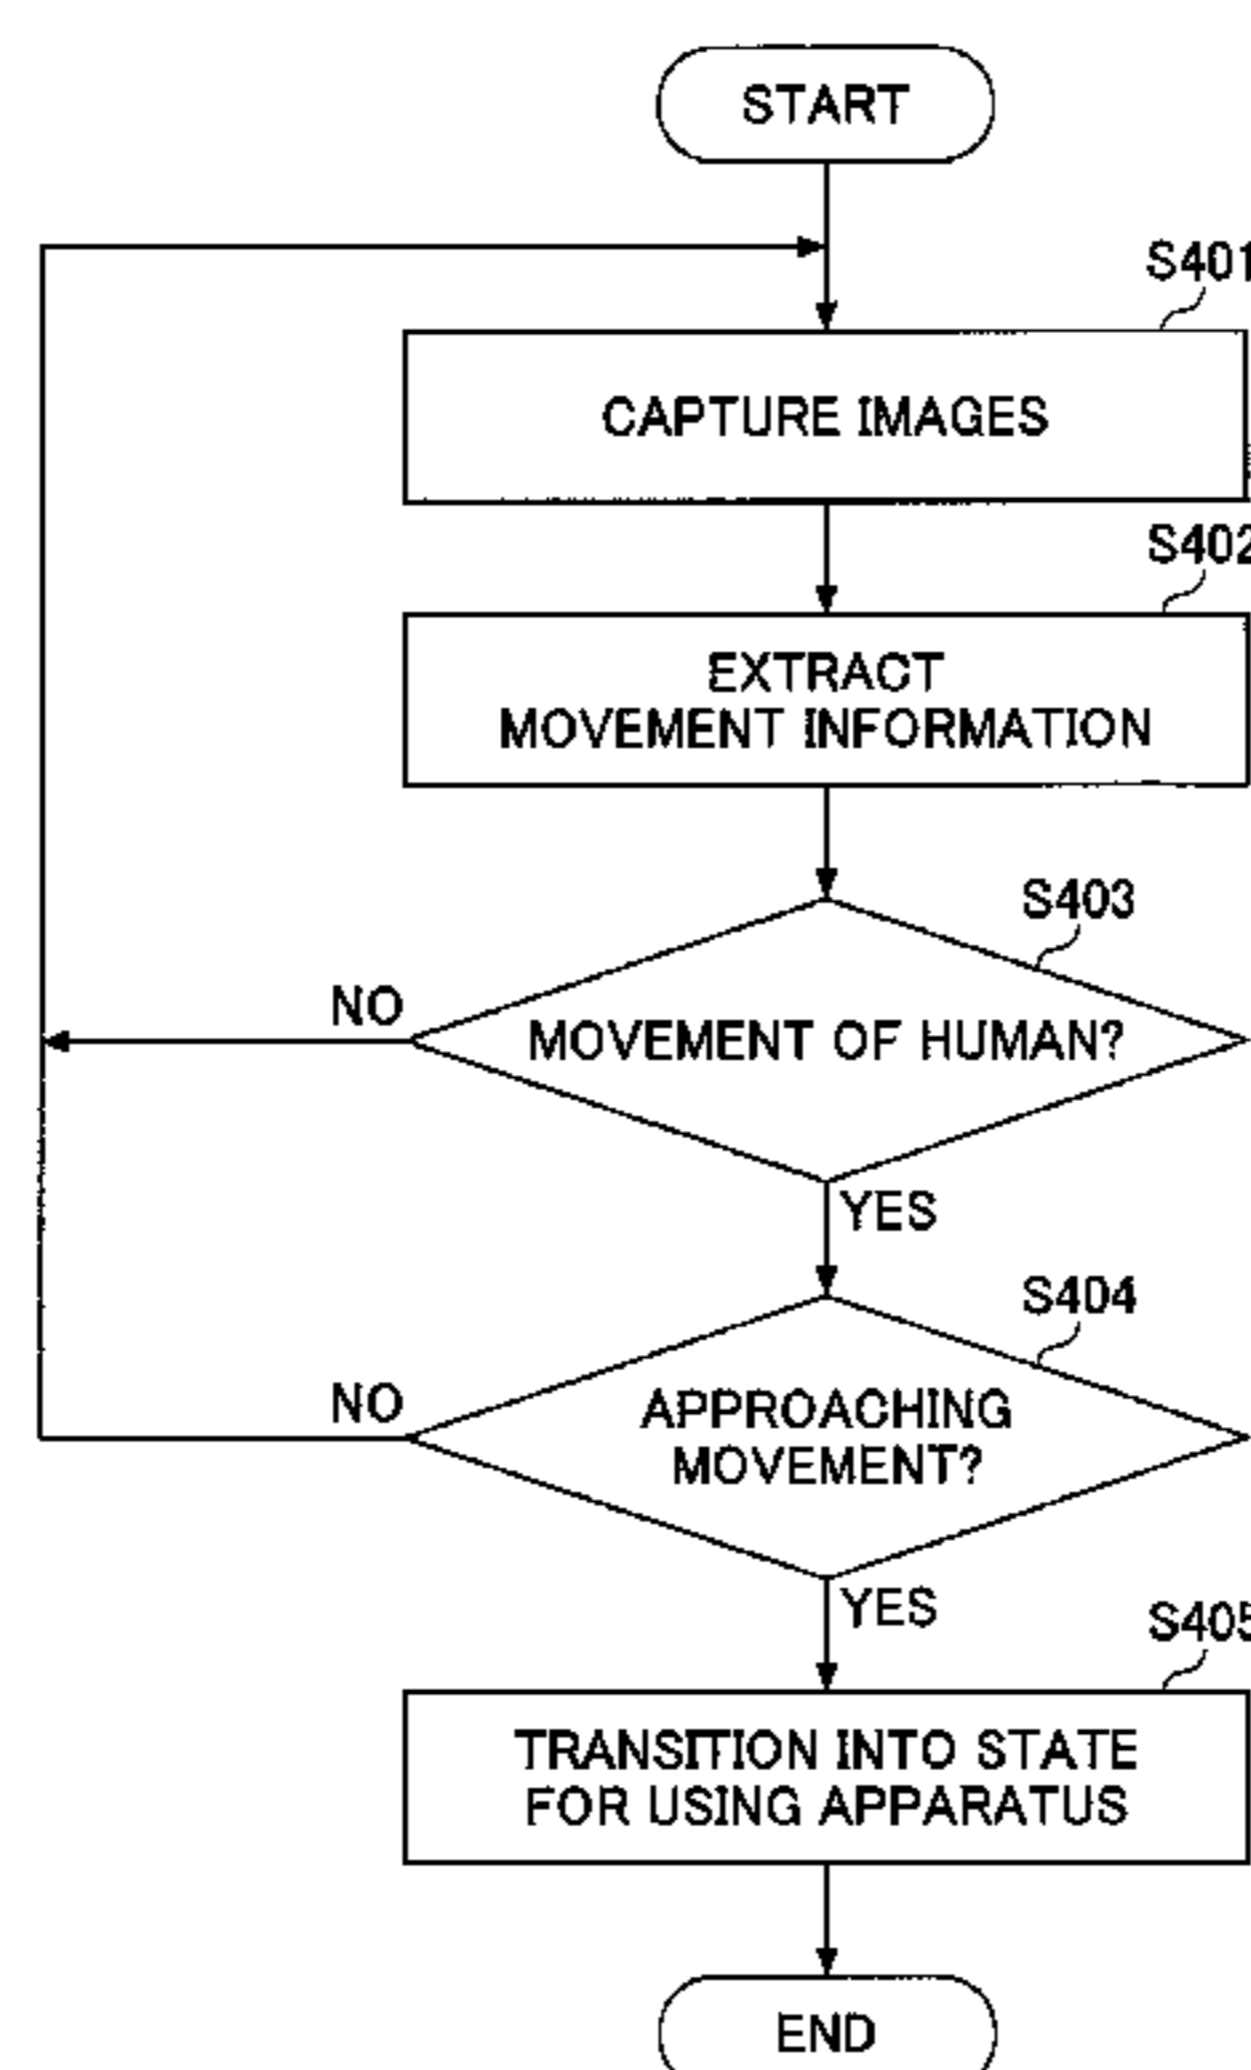 START
S401
CAPTURE IMAGES
S402
EXTRACT
MOVEMENT INFORMATION
S403
NO
MOVEMENT OF HUMAN?
YES
S404
NO
APPROACHING
MOVEMENT?
YES
S405
TRANSITION INTO STATE
FOR USING APPARATUS
END